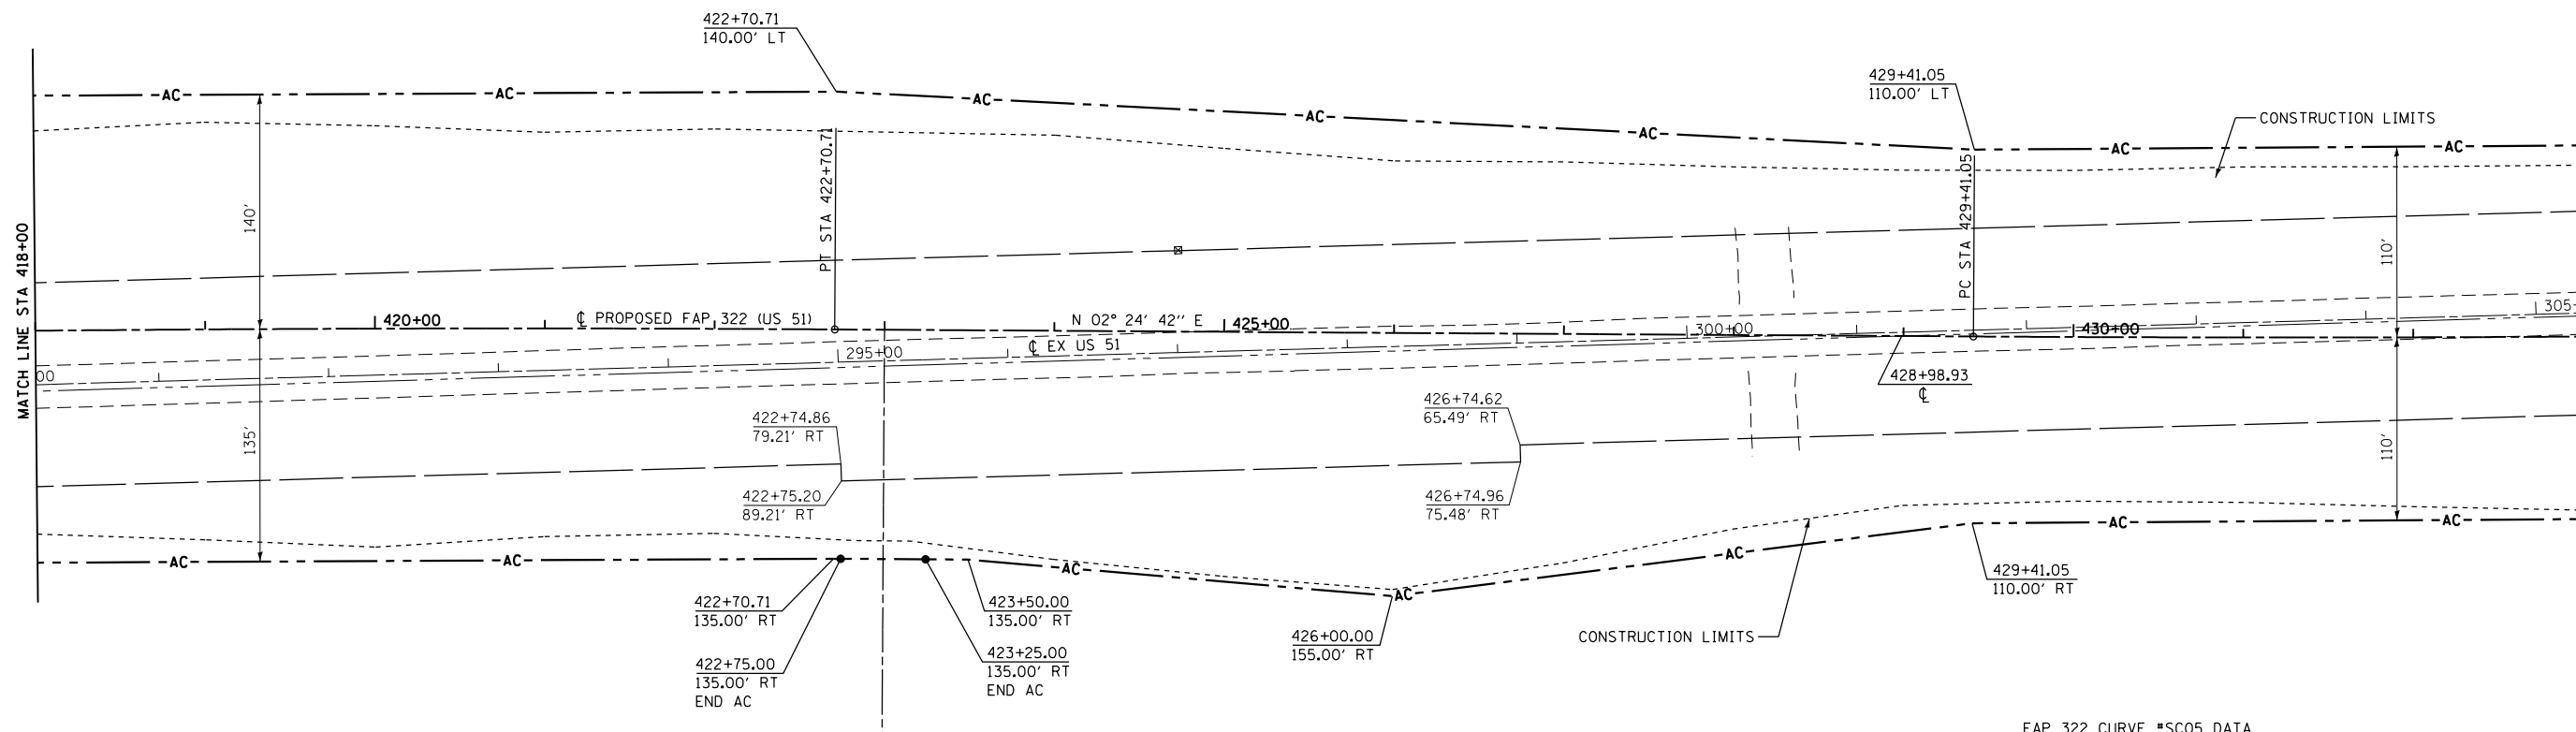 422+70.71
140.00' LT
429+41.05
110.00' LT
AC
AC
AC
AC
AC
CONSTRUCTION LIMITS
AC
AC
MATCH LINE STA 418+00
140'
PT STA 422+70.71
PC STA 429+41.05
110'
420+00
℄ PROPOSED FAP 322 (US 51)
N 02° 24' 42'' E
425+00
300+00
430+00
305+
00
295+00
℄ EX US 51
428+98.93
℄
135'
422+74.86
79.21' RT
426+74.62
65.49' RT
110'
422+75.20
89.21' RT
426+74.96
75.48' RT
AC
AC
AC
AC
AC
AC
AC
422+70.71
135.00' RT
423+50.00
135.00' RT
429+41.05
110.00' RT
426+00.00
155.00' RT
CONSTRUCTION LIMITS
422+75.00
135.00' RT
END AC
423+25.00
135.00' RT
END AC
FAP 322 CURVE #SC05 DATA